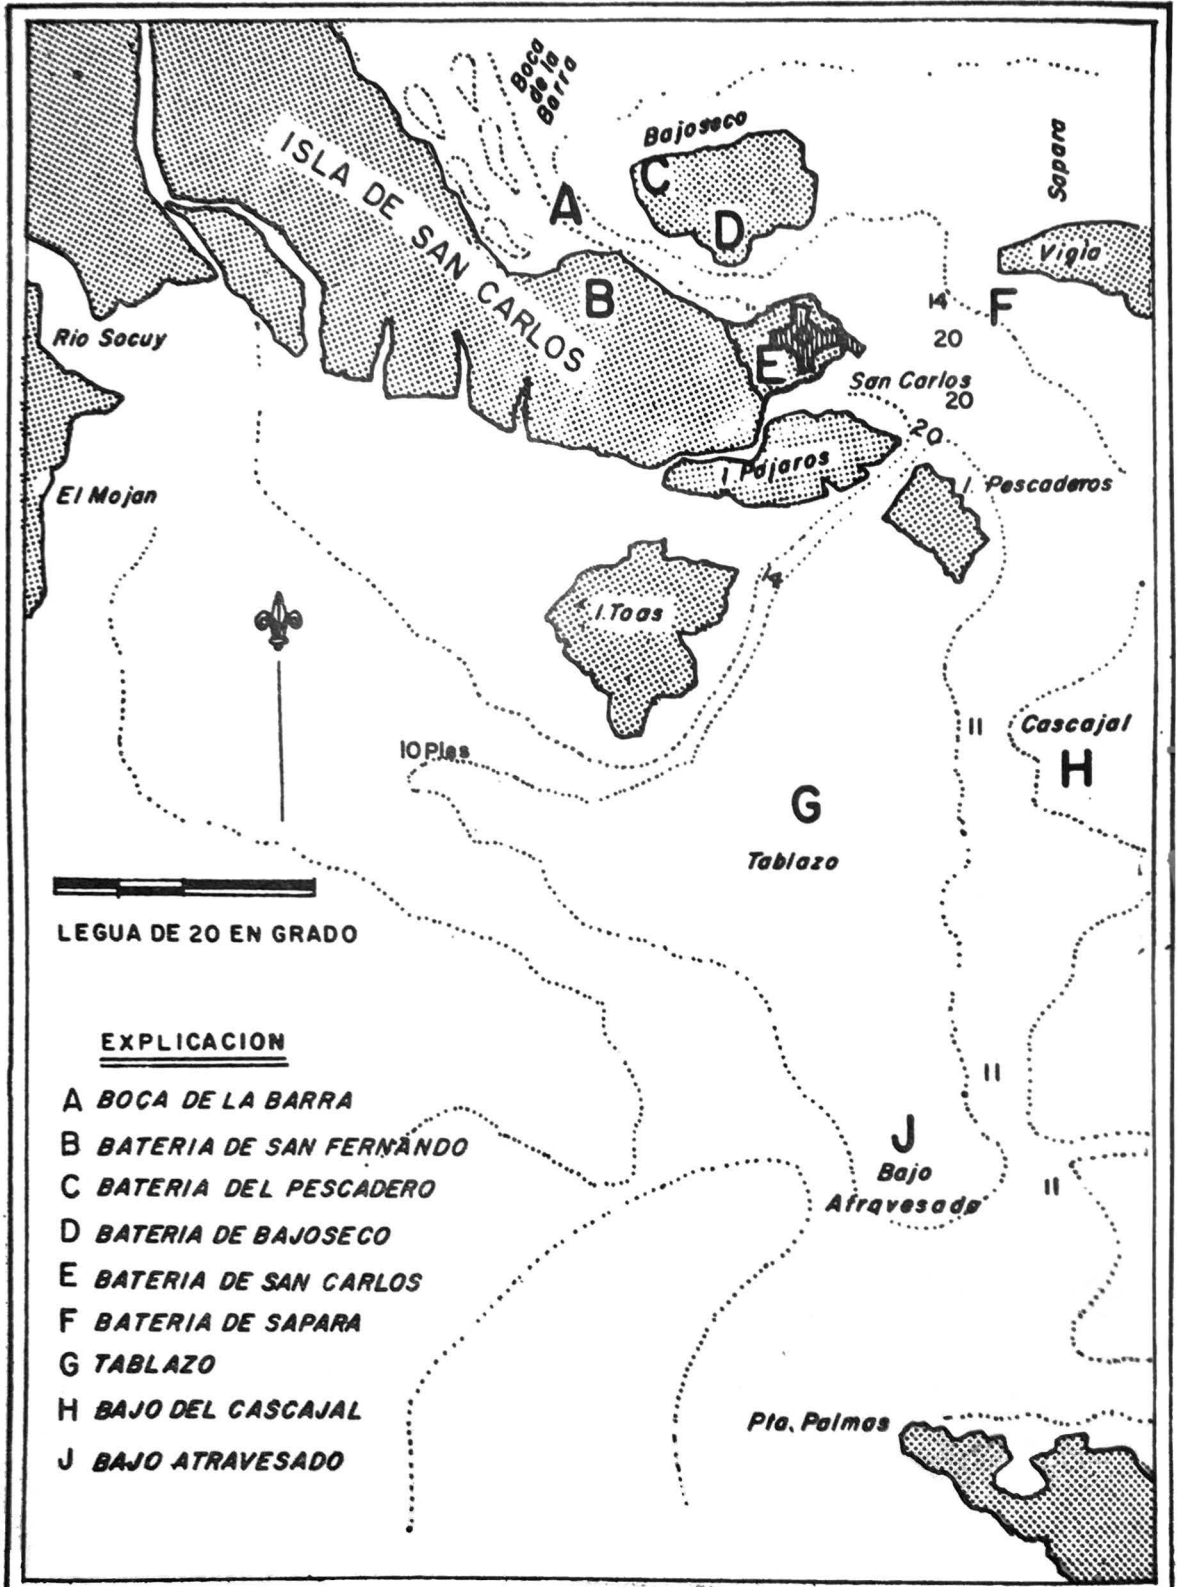 Boca
de la
Barra
Bajoseco
Sapara
C
A
D
ISLA DE SAN CARLOS
Vigia
B
14
F
20
Rio Socuy
E
San Carlos
20
20
I. Pajaros
I. Pescaderos
El Mojan
14
I. Toas
11
Cascajal
10 Pies
H
G
Tablazo
LEGUA DE 20 EN GRADO
EXPLICACION
A BOCA DE LA BARRA
B BATERIA DE SAN FERNANDO
C BATERIA DEL PESCADERO
D BATERIA DE BAJOSECO
E BATERIA DE SAN CARLOS
F BATERIA DE SAPARA
G TABLAZO
H BAJO DEL CASCAJAL
J BAJO ATRAVESADO
11
J
Bajo
Atravesado
11
Pta. Palmas